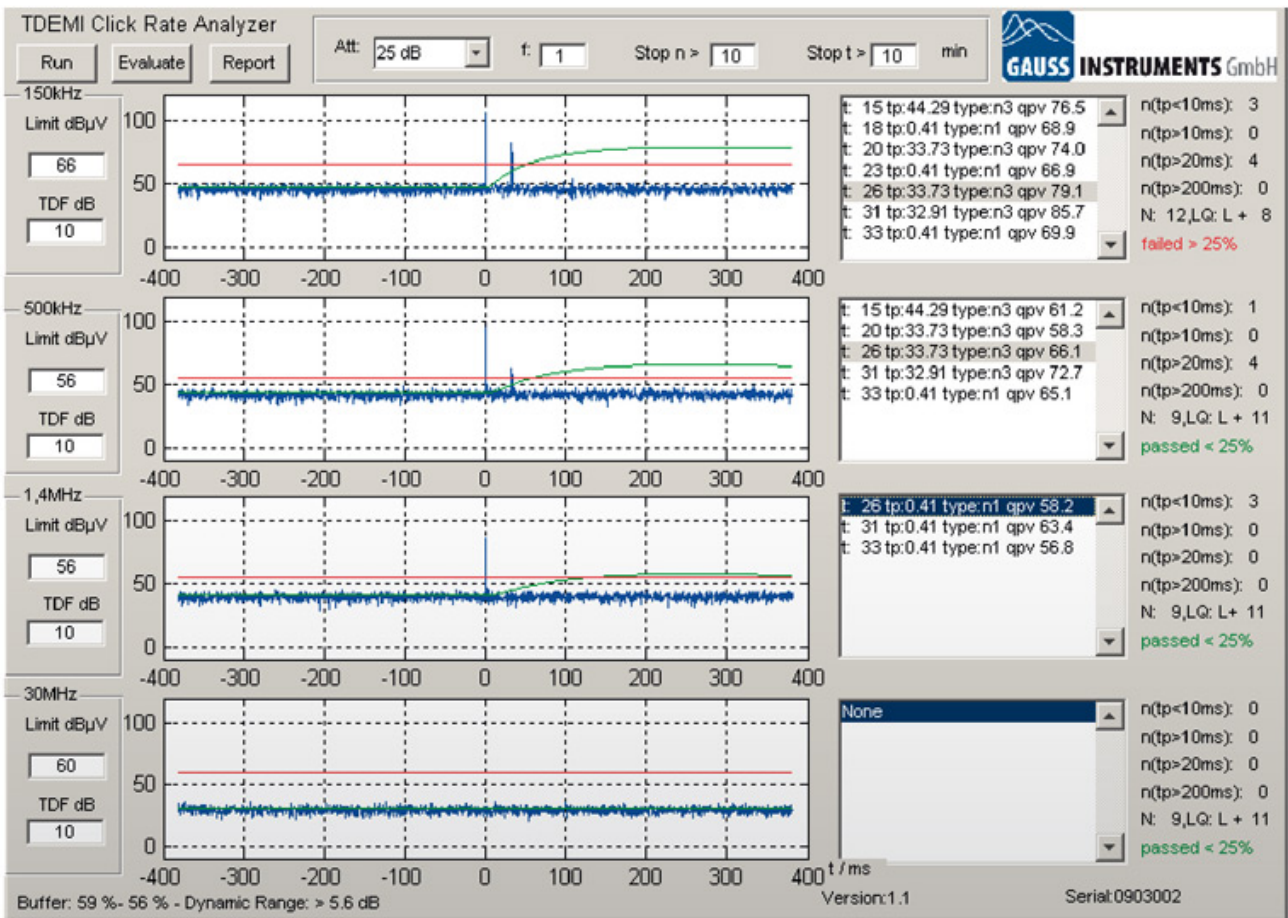 TDEMI Click Rate Analyzer
Run Evaluate Report
Att: 25 dB f: 1 Stop n > 10 Stop t > 10 min
GAUSS INSTRUMENTS GmbH
150kHz
Limit dBµV
66
TDF dB
10
100
50
0
-400 -300 -200 -100 0 100 200 300 400
t: 15 tp:44.29 type:n3 qpv 76.5
t: 18 tp:0.41 type:n1 qpv 68.9
t: 20 tp:33.73 type:n3 qpv 74.0
t: 23 tp:0.41 type:n1 qpv 66.9
t: 26 tp:33.73 type:n3 qpv 79.1
t: 31 tp:32.91 type:n3 qpv 85.7
t: 33 tp:0.41 type:n1 qpv 69.9
n(tp<10ms): 3
n(tp>10ms): 0
n(tp>20ms): 4
n(tp>200ms): 0
N: 12,LQ: L + 8
failed > 25%
500kHz
Limit dBµV
56
TDF dB
10
100
50
0
-400 -300 -200 -100 0 100 200 300 400
t: 15 tp:44.29 type:n3 qpv 61.2
t: 20 tp:33.73 type:n3 qpv 58.3
t: 26 tp:33.73 type:n3 qpv 66.1
t: 31 tp:32.91 type:n3 qpv 72.7
t: 33 tp:0.41 type:n1 qpv 65.1
n(tp<10ms): 1
n(tp>10ms): 0
n(tp>20ms): 4
n(tp>200ms): 0
N: 9,LQ: L + 11
passed < 25%
1,4MHz
Limit dBµV
56
TDF dB
10
100
50
0
-400 -300 -200 -100 0 100 200 300 400
t: 26 tp:0.41 type:n1 qpv 58.2
t: 31 tp:0.41 type:n1 qpv 63.4
t: 33 tp:0.41 type:n1 qpv 56.8
n(tp<10ms): 3
n(tp>10ms): 0
n(tp>20ms): 0
n(tp>200ms): 0
N: 9,LQ: L+ 11
passed < 25%
30MHz
Limit dBµV
60
TDF dB
10
100
50
0
-400 -300 -200 -100 0 100 200 300 400
t / ms
None
n(tp<10ms): 0
n(tp>10ms): 0
n(tp>20ms): 0
n(tp>200ms): 0
N: 9,LQ: L + 11
passed < 25%
Buffer: 59 %- 56 % - Dynamic Range: > 5.6 dB
Version:1.1
Serial:0903002